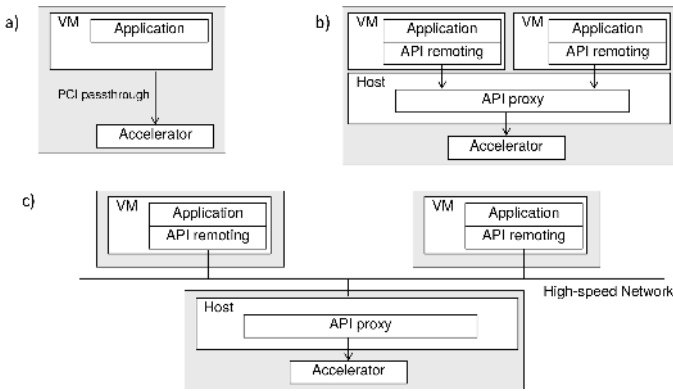 a)
VM
Application
PCI passthrough
Accelerator
b)
VM
Application
API remoting
VM
Application
API remoting
Host
API proxy
Accelerator
c)
VM
Application
API remoting
VM
Application
API remoting
High-speed Network
Host
API proxy
Accelerator